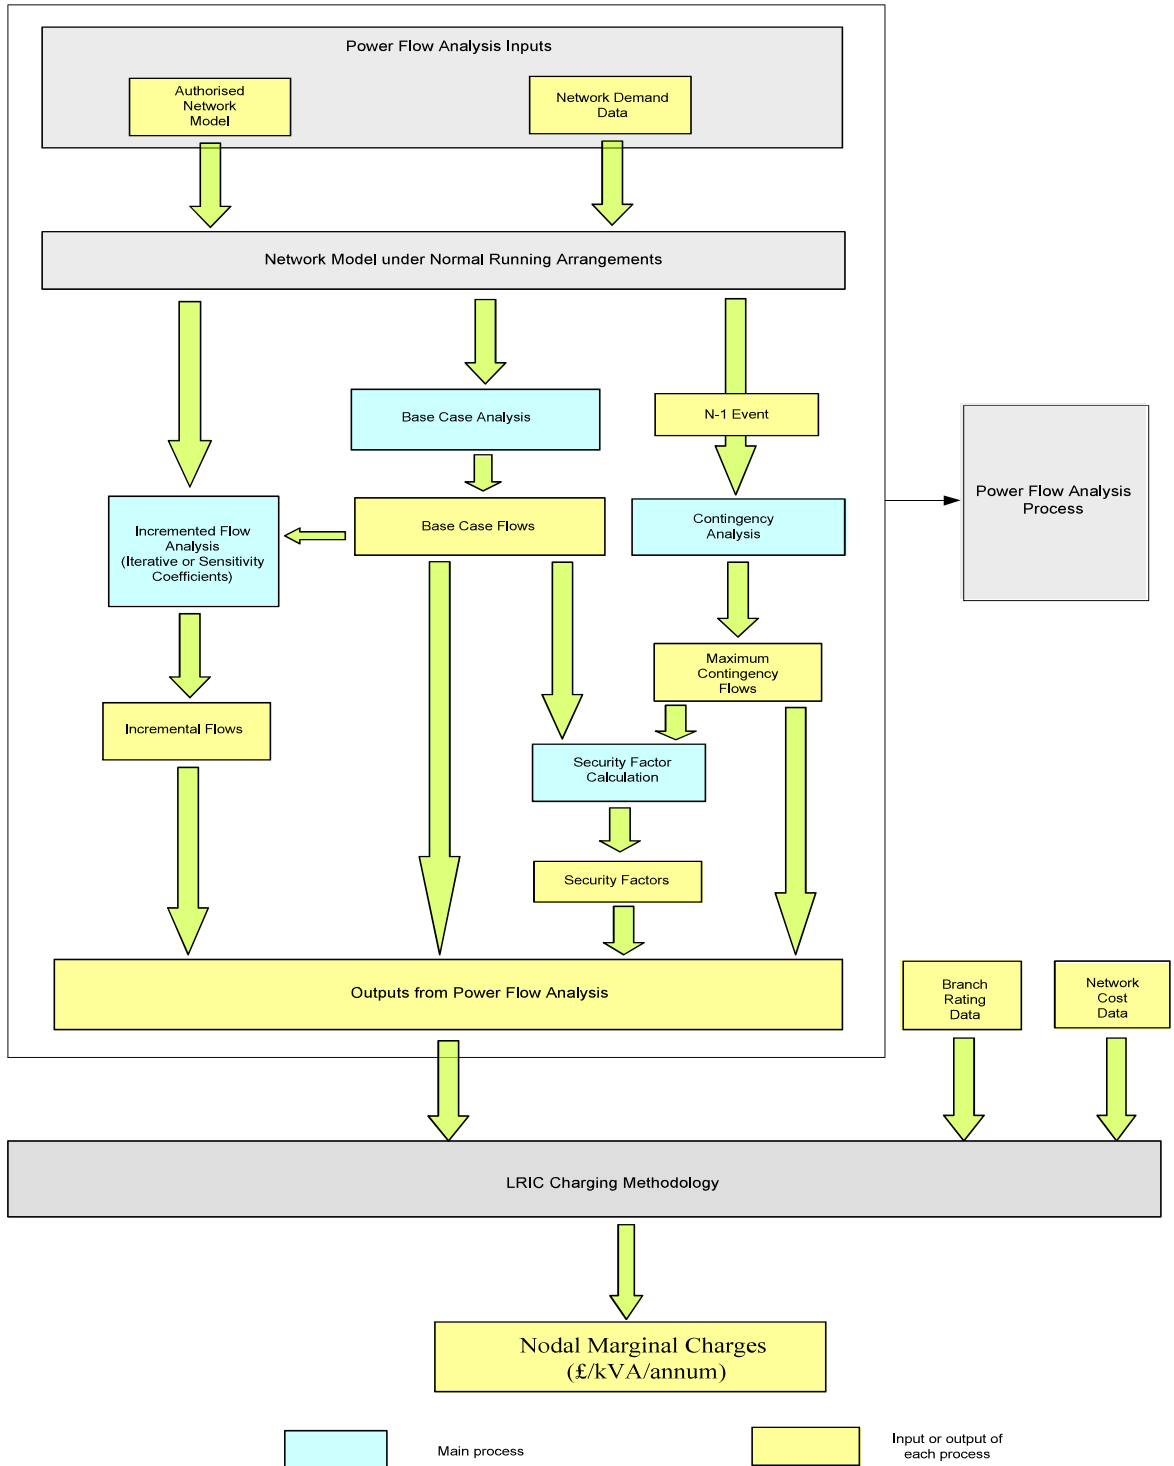 Power Flow Analysis Inputs
Authorised
Network
Model
Network Demand
Data
Network Model under Normal Running Arrangements
Base Case Analysis
N-1 Event
Incremented Flow
Analysis
(Iterative or Sensitivity
Coefficients)
Base Case Flows
Contingency
Analysis
Power Flow Analysis
Process
Maximum
Contingency
Flows
Incremental Flows
Security Factor
Calculation
Security Factors
Outputs from Power Flow Analysis
Branch
Rating
Data
Network
Cost
Data
LRIC Charging Methodology
Nodal Marginal Charges
(£/kVA/annum)
Main process
Input or output of
each process